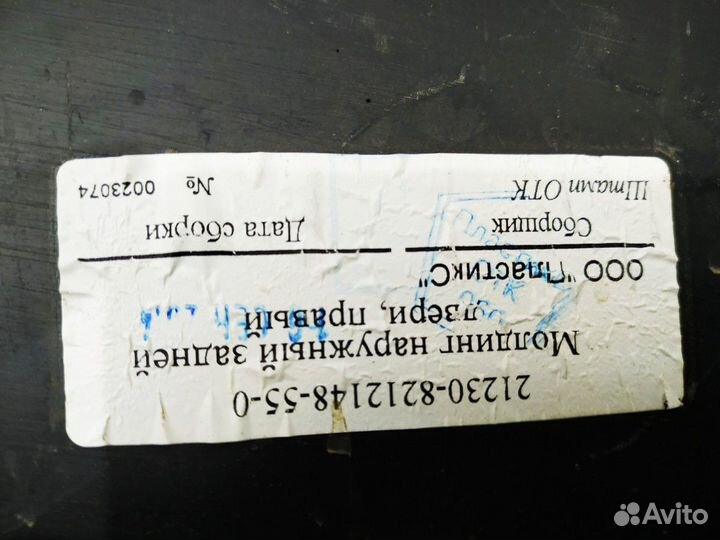 21230-8212148-55-0
Молдинг наружный задней
двери, правый
ООО "ПластикС"
Сборщик Дата сборки
Штамп ОТК № 0023074
ОТК
Avito